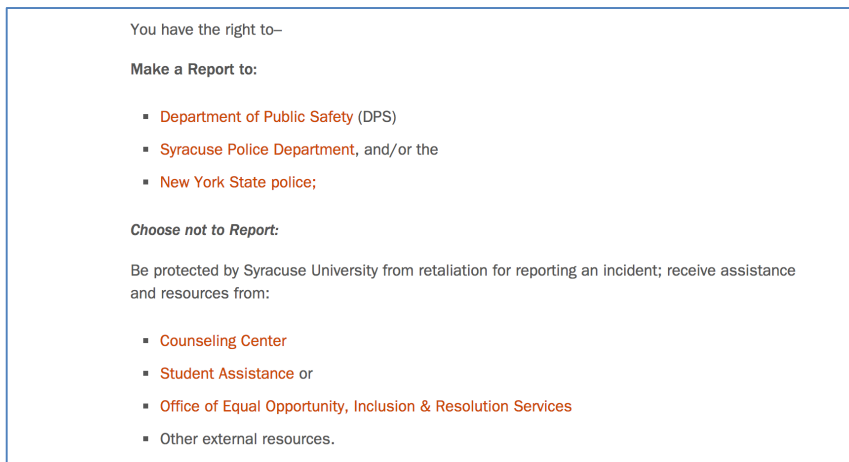 You have the right to–
Make a Report to:
▪ Department of Public Safety (DPS)
▪ Syracuse Police Department, and/or the
▪ New York State police;
Choose not to Report:
Be protected by Syracuse University from retaliation for reporting an incident; receive assistance
and resources from:
▪ Counseling Center
▪ Student Assistance or
▪ Office of Equal Opportunity, Inclusion & Resolution Services
▪ Other external resources.